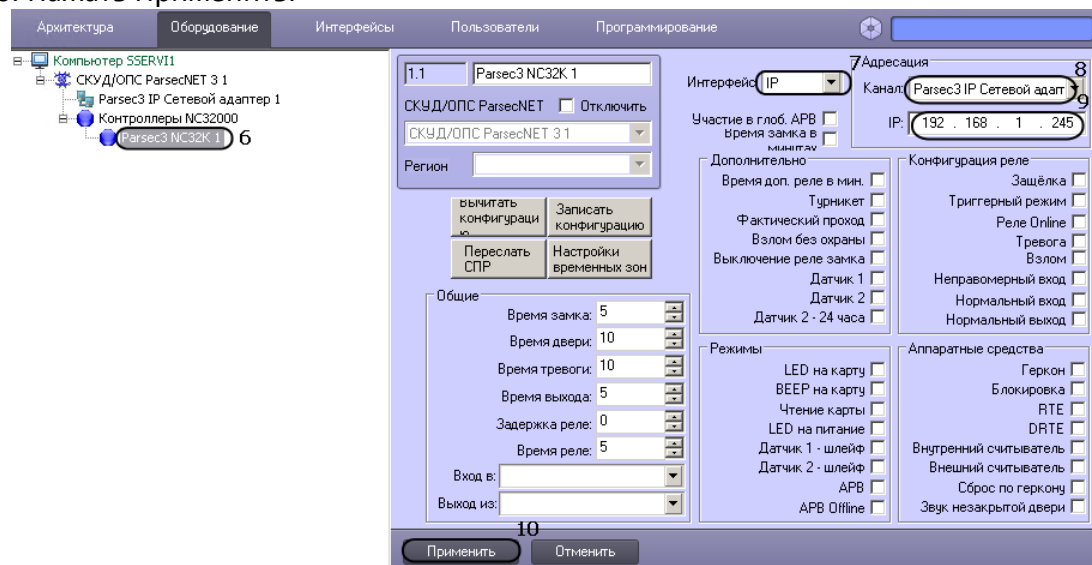 Архитектура Оборудование Интерфейсы Пользователи Программирование
Компьютер SSERVI1
СКУД/ОПС ParsecNET 3 1
Parsec3 IP Сетевой адаптер 1
Контроллеры NC32000
Parsec3 NC32K 1 6
1.1 Parsec3 NC32K 1
СКУД/ОПС ParsecNET Отключить
СКУД/ОПС ParsecNET 3 1
Регион
Вычитать конфигураци
Записать конфигурацию
Переслать СПР
Настройки временных зон
Общие
Время замка: 5
Время двери: 10
Время тревоги: 10
Время выхода: 5
Задержка реле: 0
Время реле: 5
Вход в:
Выход из:
7
Интерфейс IP
Участие в глоб. APB
Время замка в
минутах
Адресация
8
Канал: Parsec3 IP Сетевой адапт
9
IP: 192 . 168 . 1 . 245
Дополнительно
Время доп. реле в мин.
Турникет
Фактический проход
Взлом без охраны
Выключение реле замка
Датчик 1
Датчик 2
Датчик 2 - 24 часа
Конфигурация реле
Защёлка
Триггерный режим
Реле Online
Тревога
Взлом
Неправомерный вход
Нормальный вход
Нормальный выход
Режимы
LED на карту
BEEP на карту
Чтение карты
LED на питание
Датчик 1 - шлейф
Датчик 2 - шлейф
APB
APB Offline
Аппаратные средства
Геркон
Блокировка
RTE
DRTE
Внутренний считыватель
Внешний считыватель
Сброс по геркону
Звук незакрытой двери
10
Применить Отменить